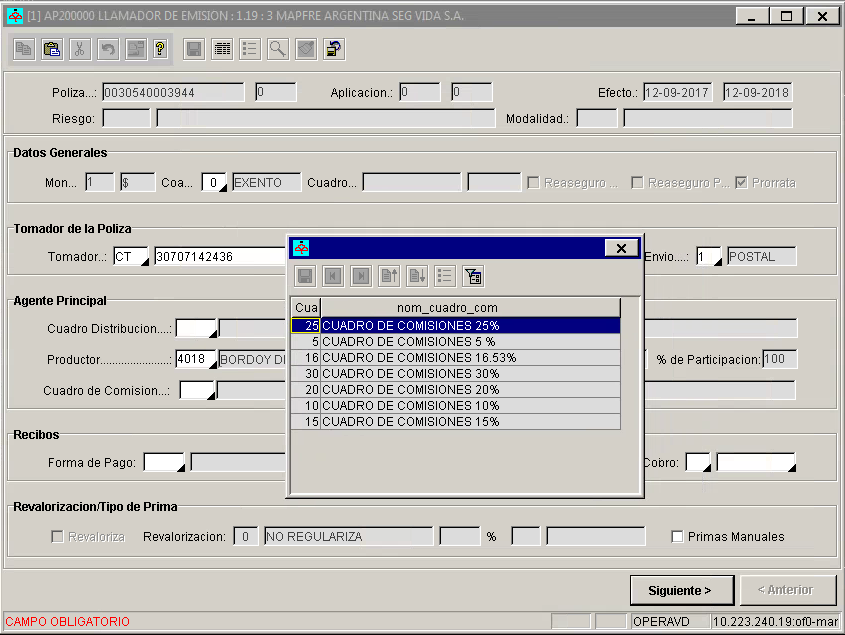 [1] AP200000 LLAMADOR DE EMISION : 1.19 : 3 MAPFRE ARGENTINA SEG VIDA S.A.
Poliza...: 0030540003944 0 Aplicacion.: 0 0 Efecto.: 12-09-2017 12-09-2018
Riesgo: Modalidad.:
Datos Generales
Mon... 1 $ Coa... 0 EXENTO Cuadro... Reaseguro ... Reaseguro P... Prorrata
Tomador de la Poliza
Tomador..: CT 30707142436 Envio....: 1 POSTAL
Agente Principal
Cuadro Distribucion....:
Productor......................: 4018 BORDOY DI % de Participacion: 100
Cuadro de Comision...:
Recibos
Forma de Pago: Cobro:
Revalorizacion/Tipo de Prima
Revaloriza Revalorizacion: 0 NO REGULARIZA % Primas Manuales
Cua nom_cuadro_com
25 CUADRO DE COMISIONES 25%
5 CUADRO DE COMISIONES 5 %
16 CUADRO DE COMISIONES 16.53%
30 CUADRO DE COMISIONES 30%
20 CUADRO DE COMISIONES 20%
10 CUADRO DE COMISIONES 10%
15 CUADRO DE COMISIONES 15%
Siguiente > < Anterior
CAMPO OBLIGATORIO OPERAVD 10.223.240.19:of0-mar